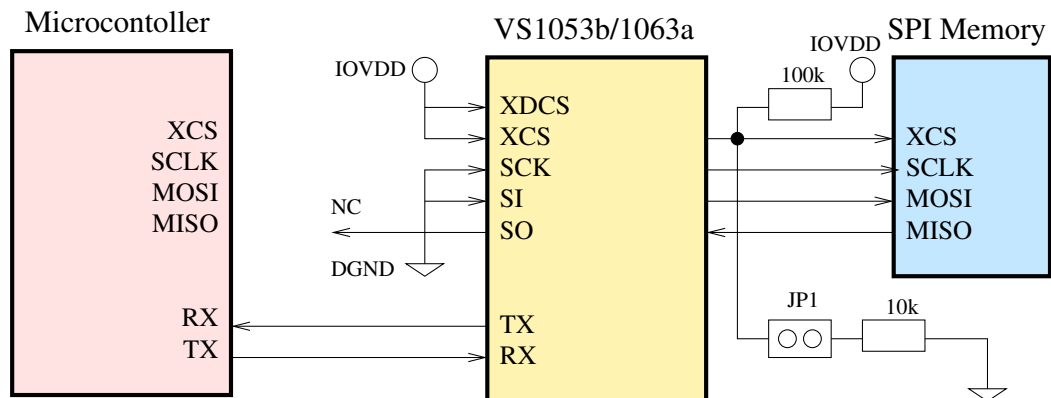 Microcontoller
VS1053b/1063a
SPI Memory
IOVDD
IOVDD
100k
XDCS
XCS
XCS
XCS
SCLK
SCK
SCLK
MOSI
SI
MOSI
MISO
NC
SO
MISO
DGND
JP1
10k
RX
TX
TX
RX